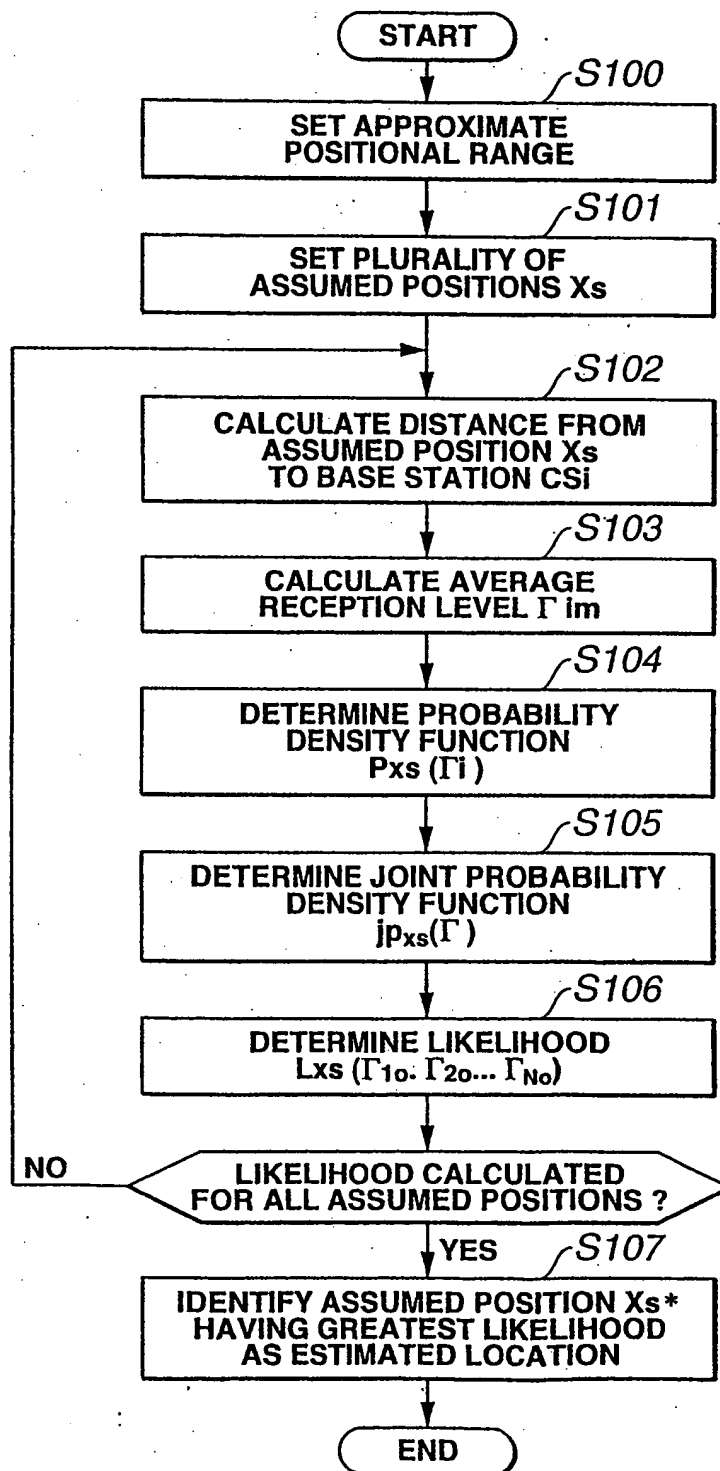 START
S100
SET APPROXIMATE
POSITIONAL RANGE
S101
SET PLURALITY OF
ASSUMED POSITIONS Xs
S102
CALCULATE DISTANCE FROM
ASSUMED POSITION Xs
TO BASE STATION CSi
S103
CALCULATE AVERAGE
RECEPTION LEVEL Γ im
S104
DETERMINE PROBABILITY
DENSITY FUNCTION
Pxs (Γi )
S105
DETERMINE JOINT PROBABILITY
DENSITY FUNCTION
jpxs(Γ )
S106
DETERMINE LIKELIHOOD
Lxs (Γ1o. Γ2o... ΓNo)
NO
LIKELIHOOD CALCULATED
FOR ALL ASSUMED POSITIONS ?
YES
S107
IDENTIFY ASSUMED POSITION Xs*
HAVING GREATEST LIKELIHOOD
AS ESTIMATED LOCATION
END